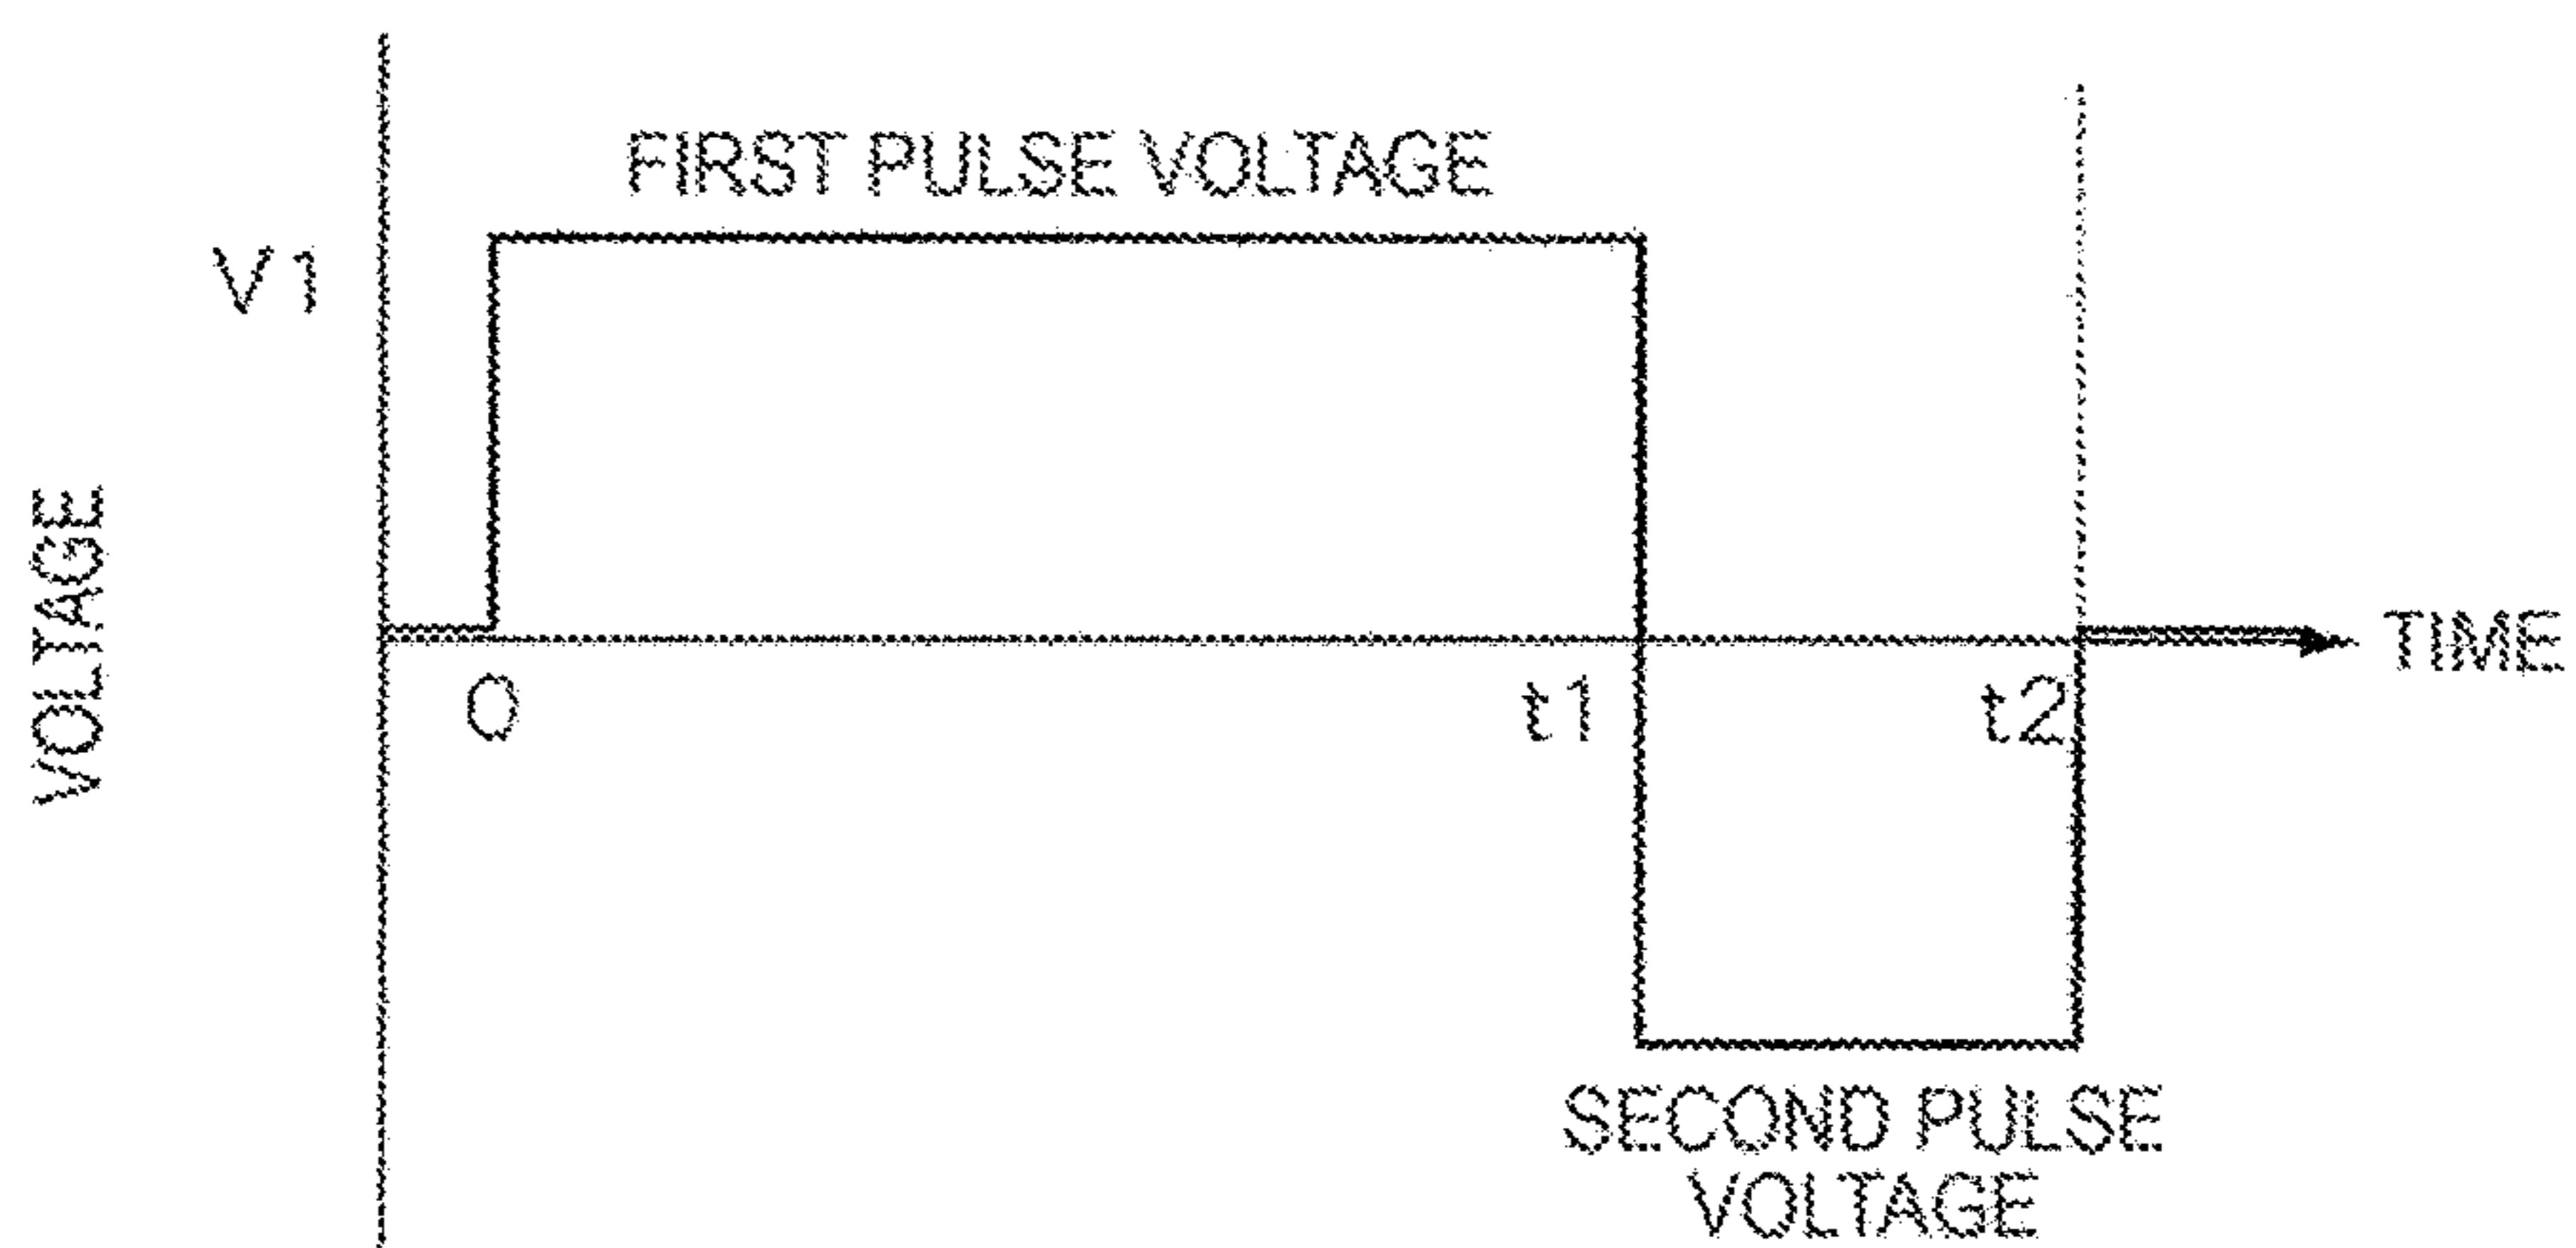 FIRST PULSE VOLTAGE
V1
VOLTAGE
TIME
0
t1
t2
SECOND PULSE
VOLTAGE